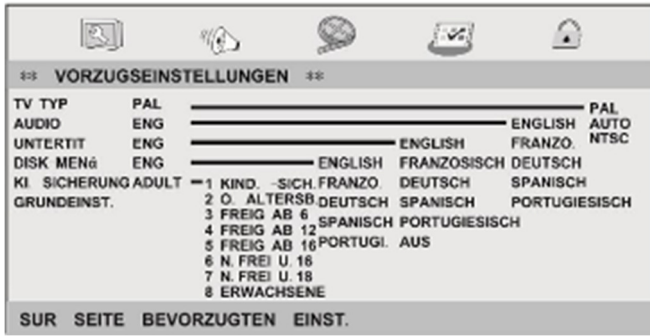 ** VORZUGSEINSTELLUNGEN **
TV TYP PAL PAL
AUDIO ENG ENGLISH AUTO
UNTERTIT ENG ENGLISH FRANZO. NTSC
DISK MENá ENG ENGLISH FRANZOSISCH DEUTSCH
KI. SICHERUNG ADULT 1 KIND. -SICH. FRANZO. DEUTSCH SPANISCH
GRUNDEINST. 2 O. ALTERSB. DEUTSCH SPANISCH PORTUGIESISCH
3 FREIG AB 6 SPANISCH PORTUGIESISCH
4 FREIG AB 12
5 FREIG AB 16 PORTUGI. AUS
6 N. FREI U. 16
7 N. FREI U. 18
8 ERWACHSENE
SUR SEITE BEVORZUGTEN EINST.